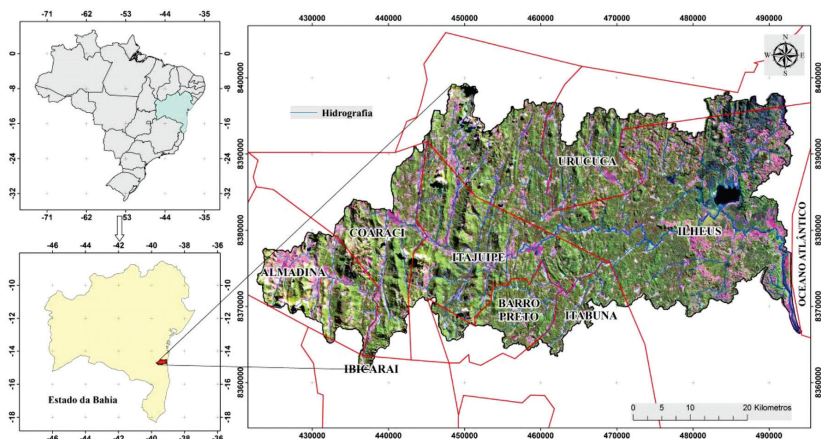 -71 -62 -53 -44 -35
0 0
-8 -8
-16 -16
-24 -24
-32 -32
-71 -62 -53 -44 -35
-46 -44 -42 -40 -38 -36
-10 -10
-12 -12
-14 -14
-16 -16
-18 -18
Estado da Bahia
-46 -44 -42 -40 -38 -36
430000 440000 450000 460000 470000 480000 490000
N
W E
S
8400000 8400000
Hidrografia
8390000 8390000
URUCUCA
8380000 8380000
COARACI
ILHEUS
ITAJUIPE
ALMADINA
OCEANO ATLÂNTICO
8370000 8370000
BARRO
PRETO
ITABUNA
IBICARAI
8360000 8360000
20 10 0 20 Kilometros
430000 440000 450000 460000 470000 480000 490000